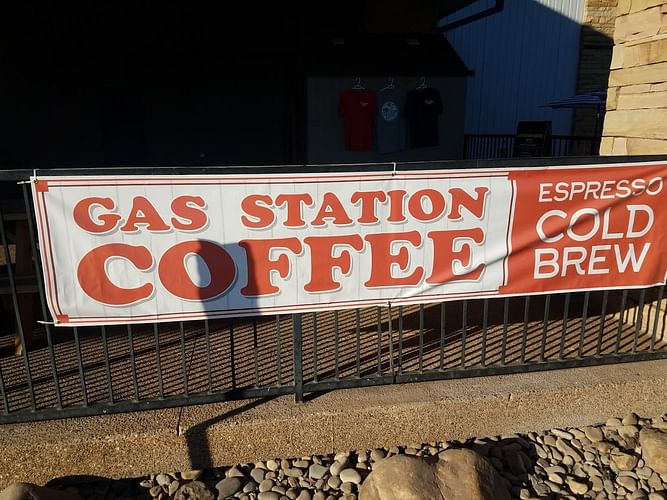 GAS STATION
COFFEE
ESPRESSO
COLD
BREW